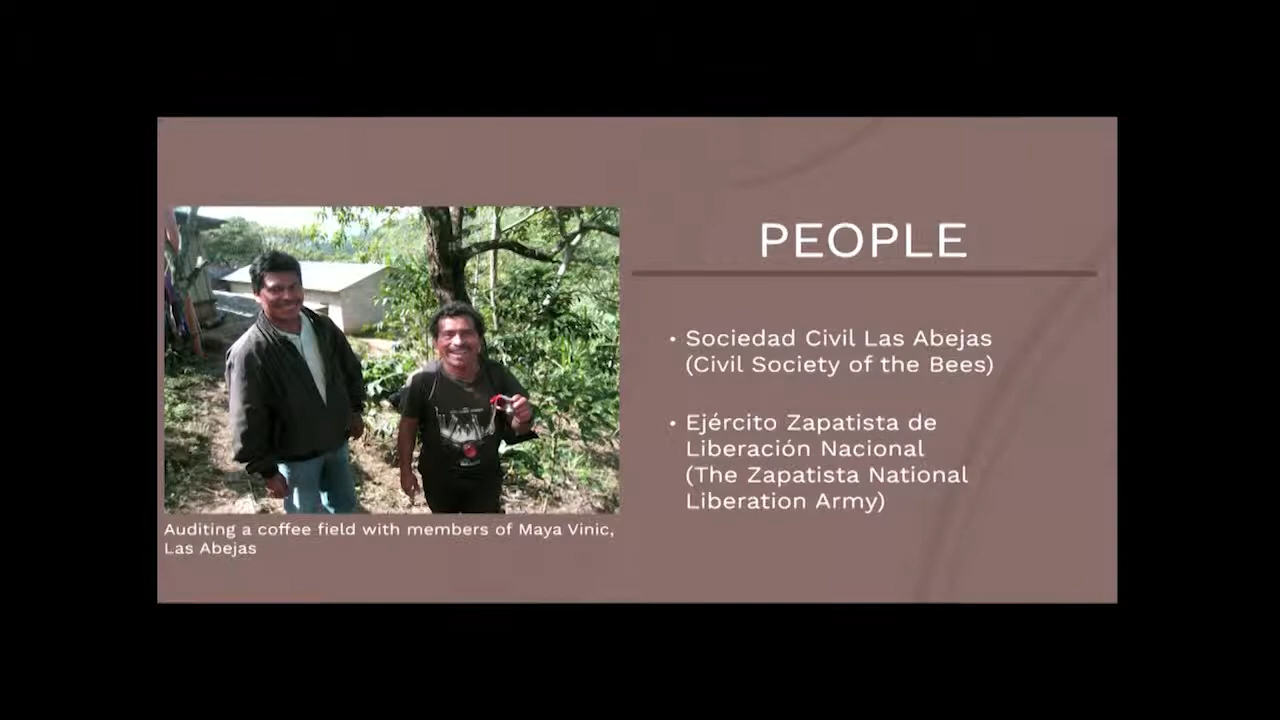 PEOPLE
• Sociedad Civil Las Abejas
(Civil Society of the Bees)
• Ejército Zapatista de
Liberación Nacional
(The Zapatista National
Liberation Army)
Auditing a coffee field with members of Maya Vinic,
Las Abejas